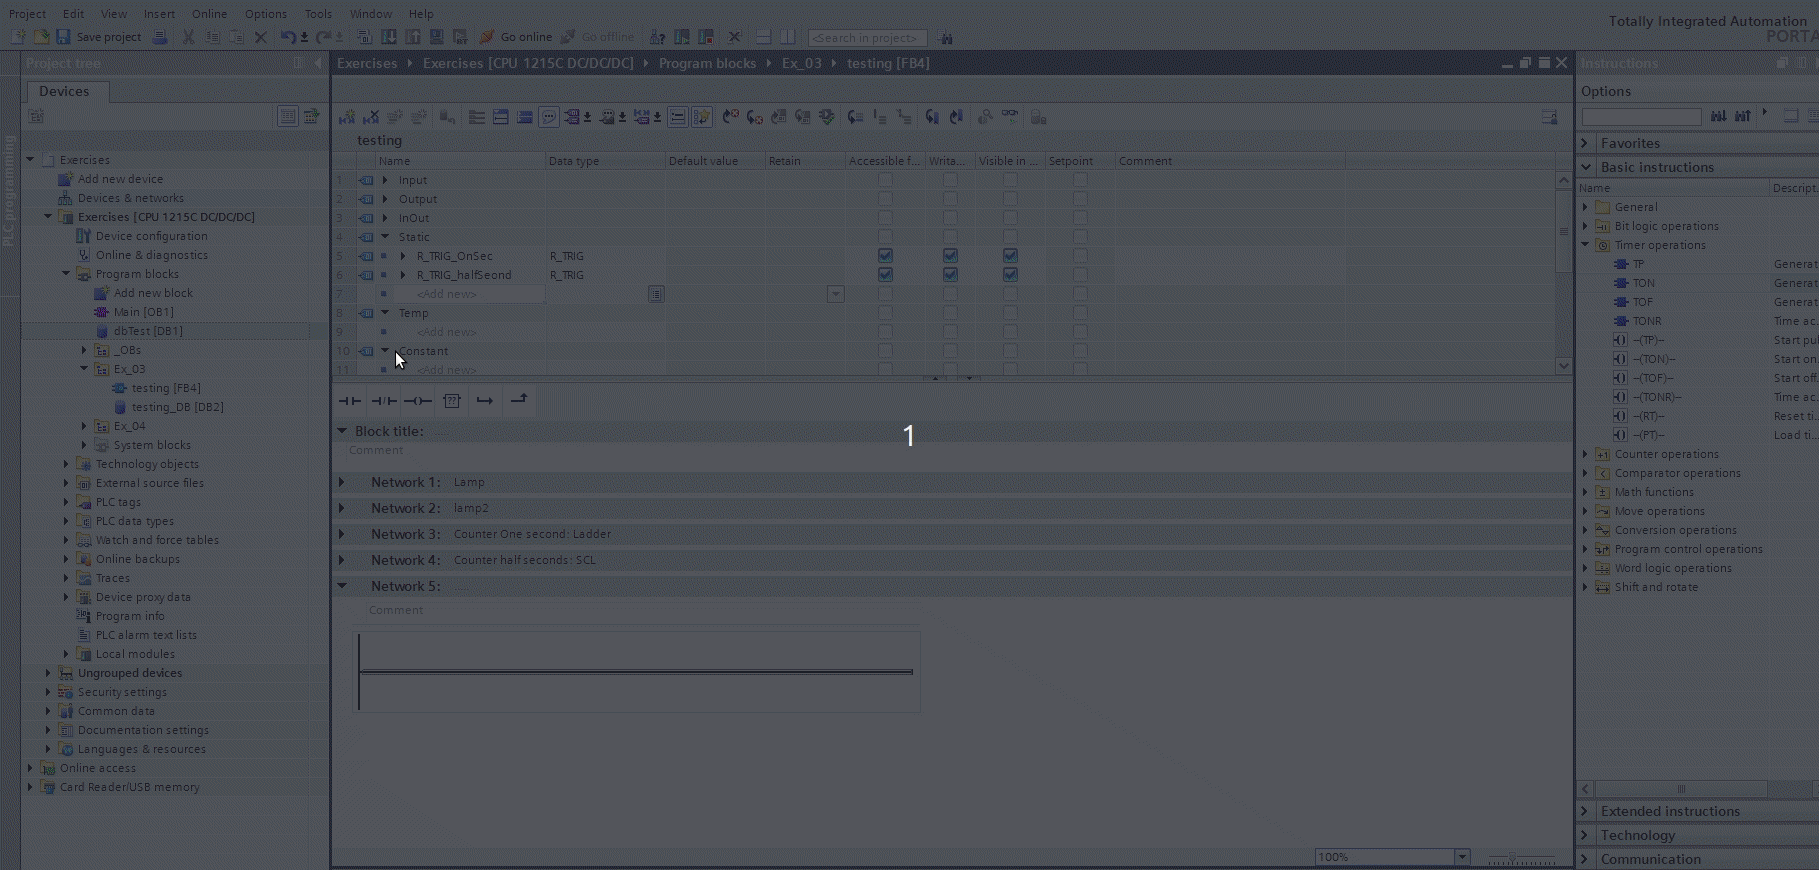 Project Edit View Insert Online Options Tools Window Help
Totally Integrated Automation
PORTA
Save project Go online Go offline <Search in project>
Project tree
Exercises Exercises [CPU 1215C DC/DC/DC] Program blocks Ex_03 testing [FB4]
Instructions
Devices
Options
PLC programming
testing
Name Data type Default value Retain Accessible f... Writa... Visible in ... Setpoint Comment
1 Input
2 Output
3 InOut
4 Static
5 R_TRIG_OnSec R_TRIG
6 R_TRIG_halfSeond R_TRIG
7 <Add new>
8 Temp
9 <Add new>
10 Constant
11 <Add new>
Exercises
Add new device
Devices & networks
Exercises [CPU 1215C DC/DC/DC]
Device configuration
Online & diagnostics
Program blocks
Add new block
Main [OB1]
dbTest [DB1]
_OBs
Ex_03
testing [FB4]
testing_DB [DB2]
Ex_04
System blocks
Technology objects
External source files
PLC tags
PLC data types
Watch and force tables
Online backups
Traces
Device proxy data
Program info
PLC alarm text lists
Local modules
Ungrouped devices
Security settings
Common data
Documentation settings
Languages & resources
Online access
Card Reader/USB memory
??
Block title: .....
Comment
1
Network 1: Lamp
Network 2: lamp2
Network 3: Counter One second: Ladder
Network 4: Counter half seconds: SCL
Network 5: .....
Comment
100%
Favorites
Basic instructions
Name Descript...
General
Bit logic operations
Timer operations
TP Generat...
TON Generat...
TOF Generat...
TONR Time ac...
–(TP)– Start pul...
–(TON)– Start on...
–(TOF)– Start off...
–(TONR)– Time ac...
–(RT)– Reset ti...
–(PT)– Load ti...
Counter operations
Comparator operations
Math functions
Move operations
Conversion operations
Program control operations
Word logic operations
Shift and rotate
Extended instructions
Technology
Communication